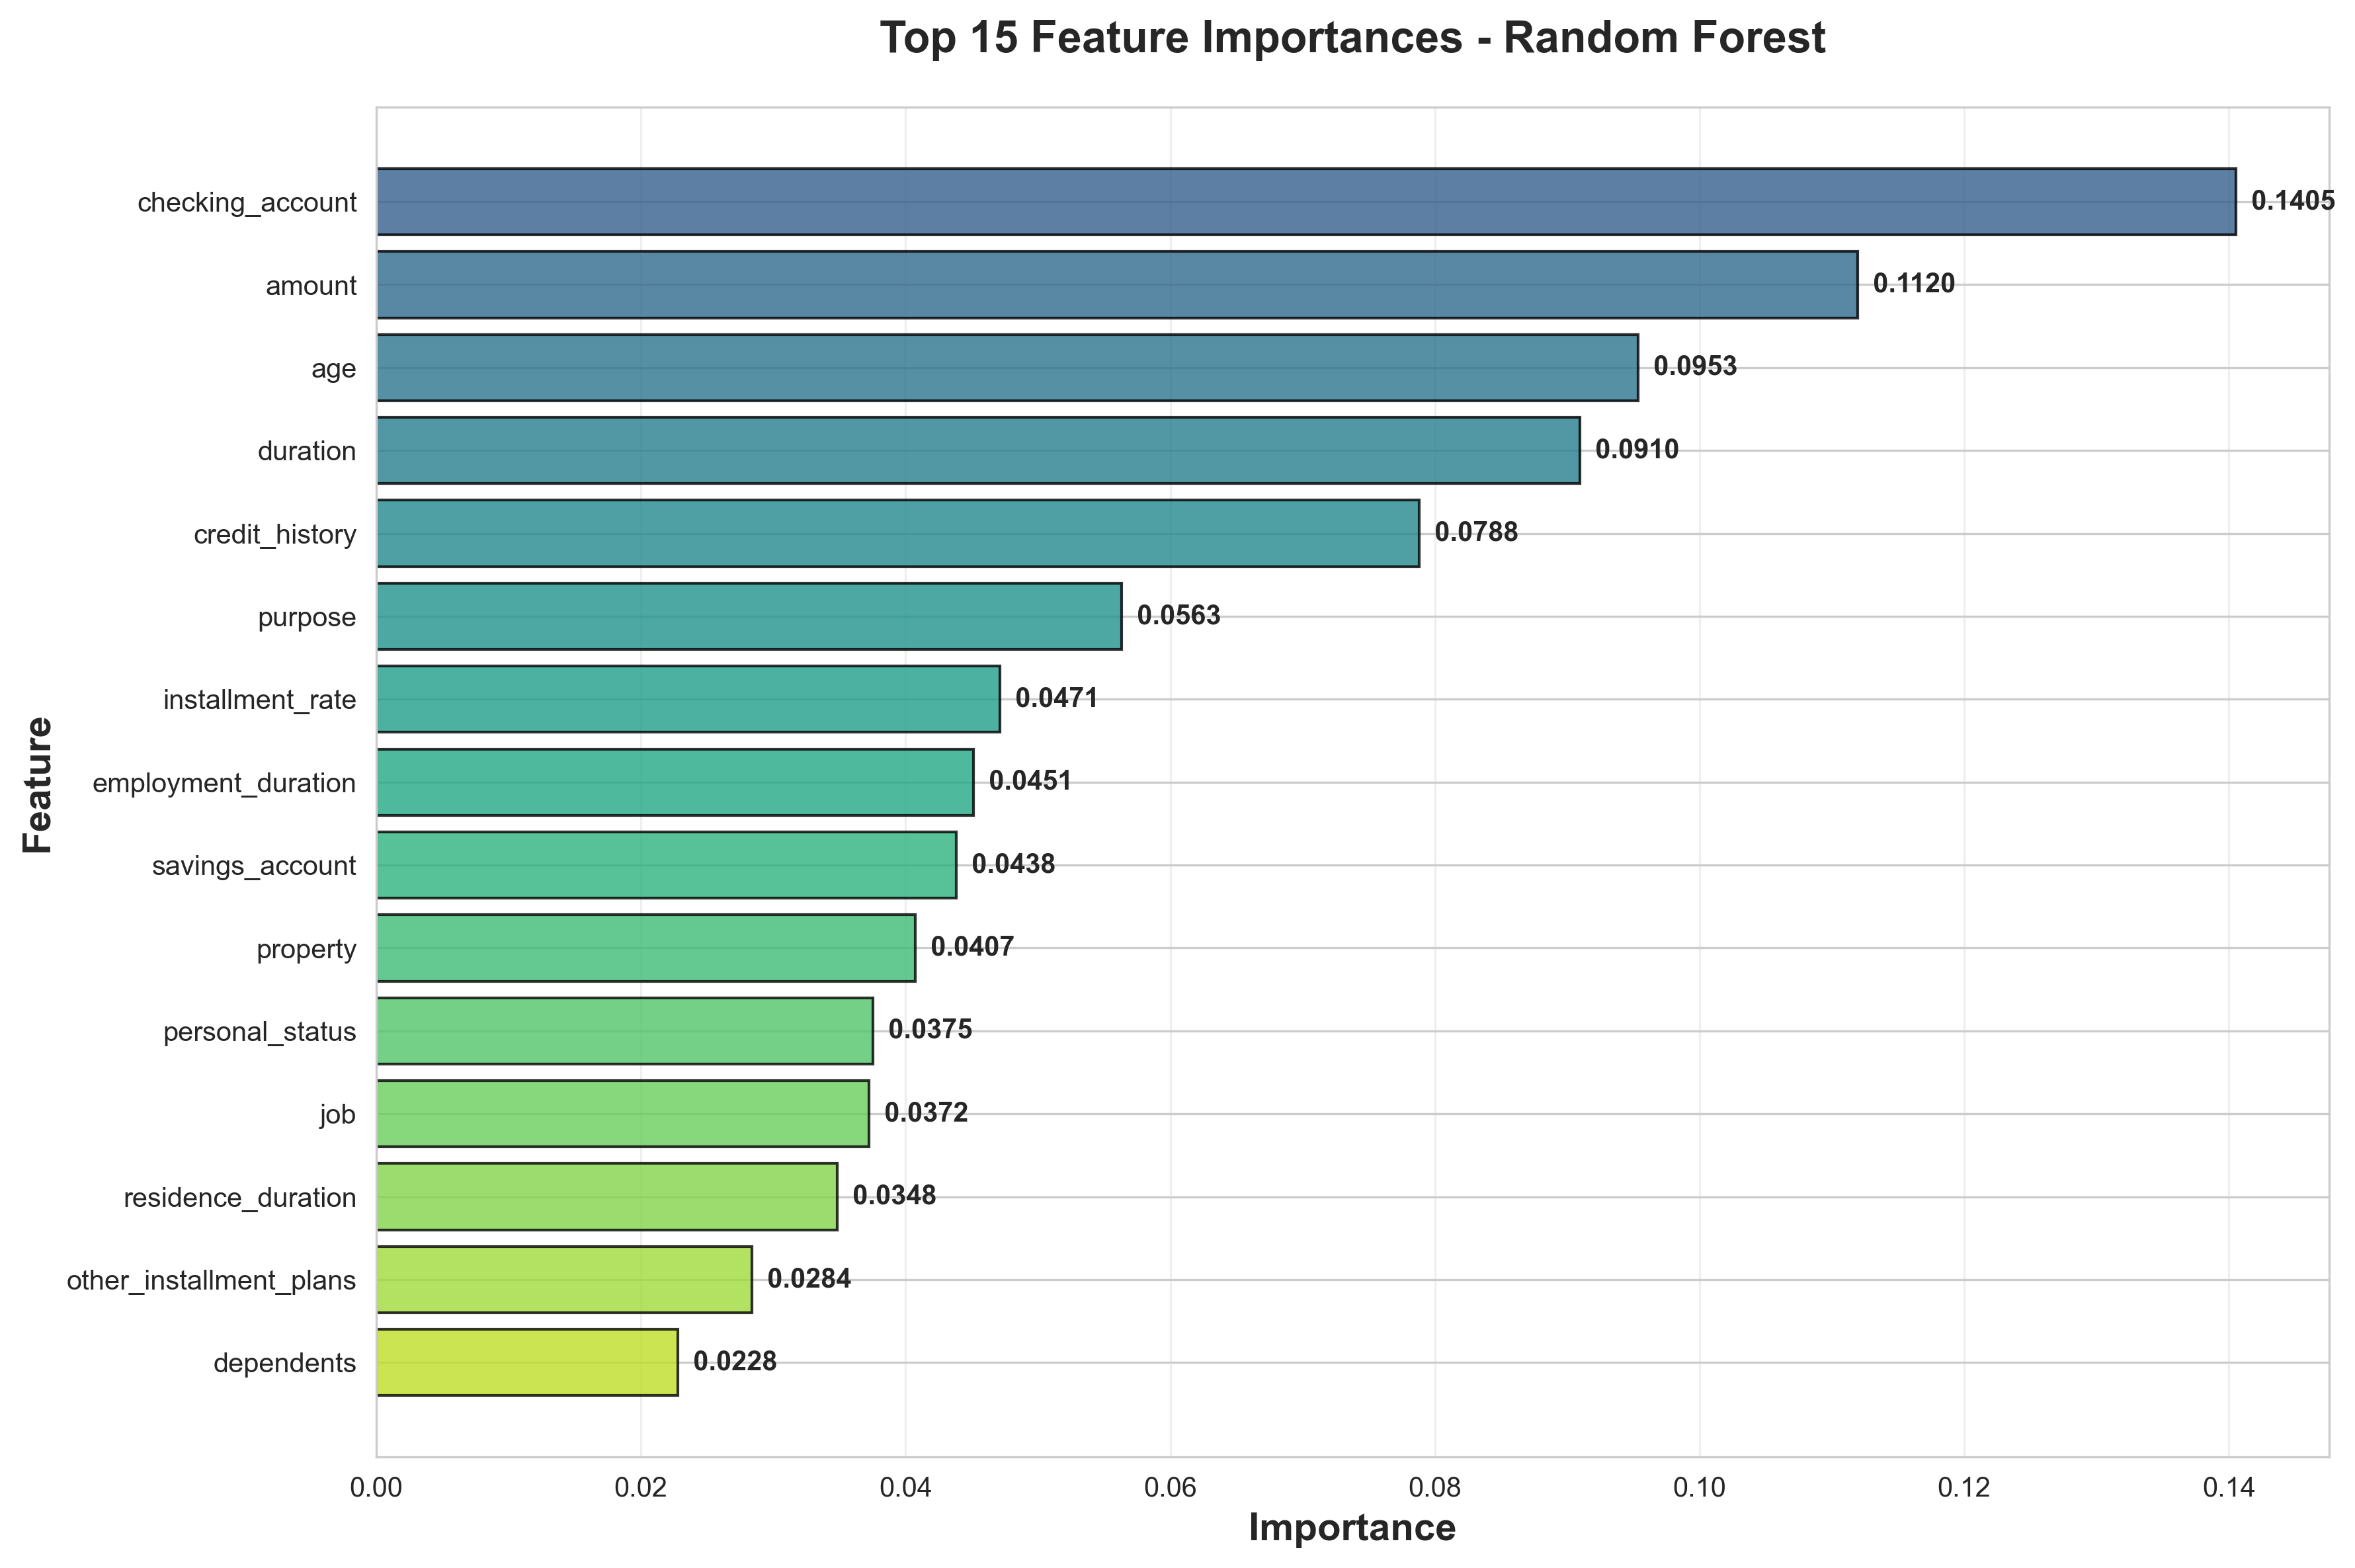 Top 15 Feature Importances - Random Forest
checking_account 0.1405
amount 0.1120
age 0.0953
duration 0.0910
credit_history 0.0788
purpose 0.0563
installment_rate 0.0471
employment_duration 0.0451
savings_account 0.0438
property 0.0407
personal_status 0.0375
job 0.0372
residence_duration 0.0348
other_installment_plans 0.0284
dependents 0.0228
Feature
0.00 0.02 0.04 0.06 0.08 0.10 0.12 0.14
Importance